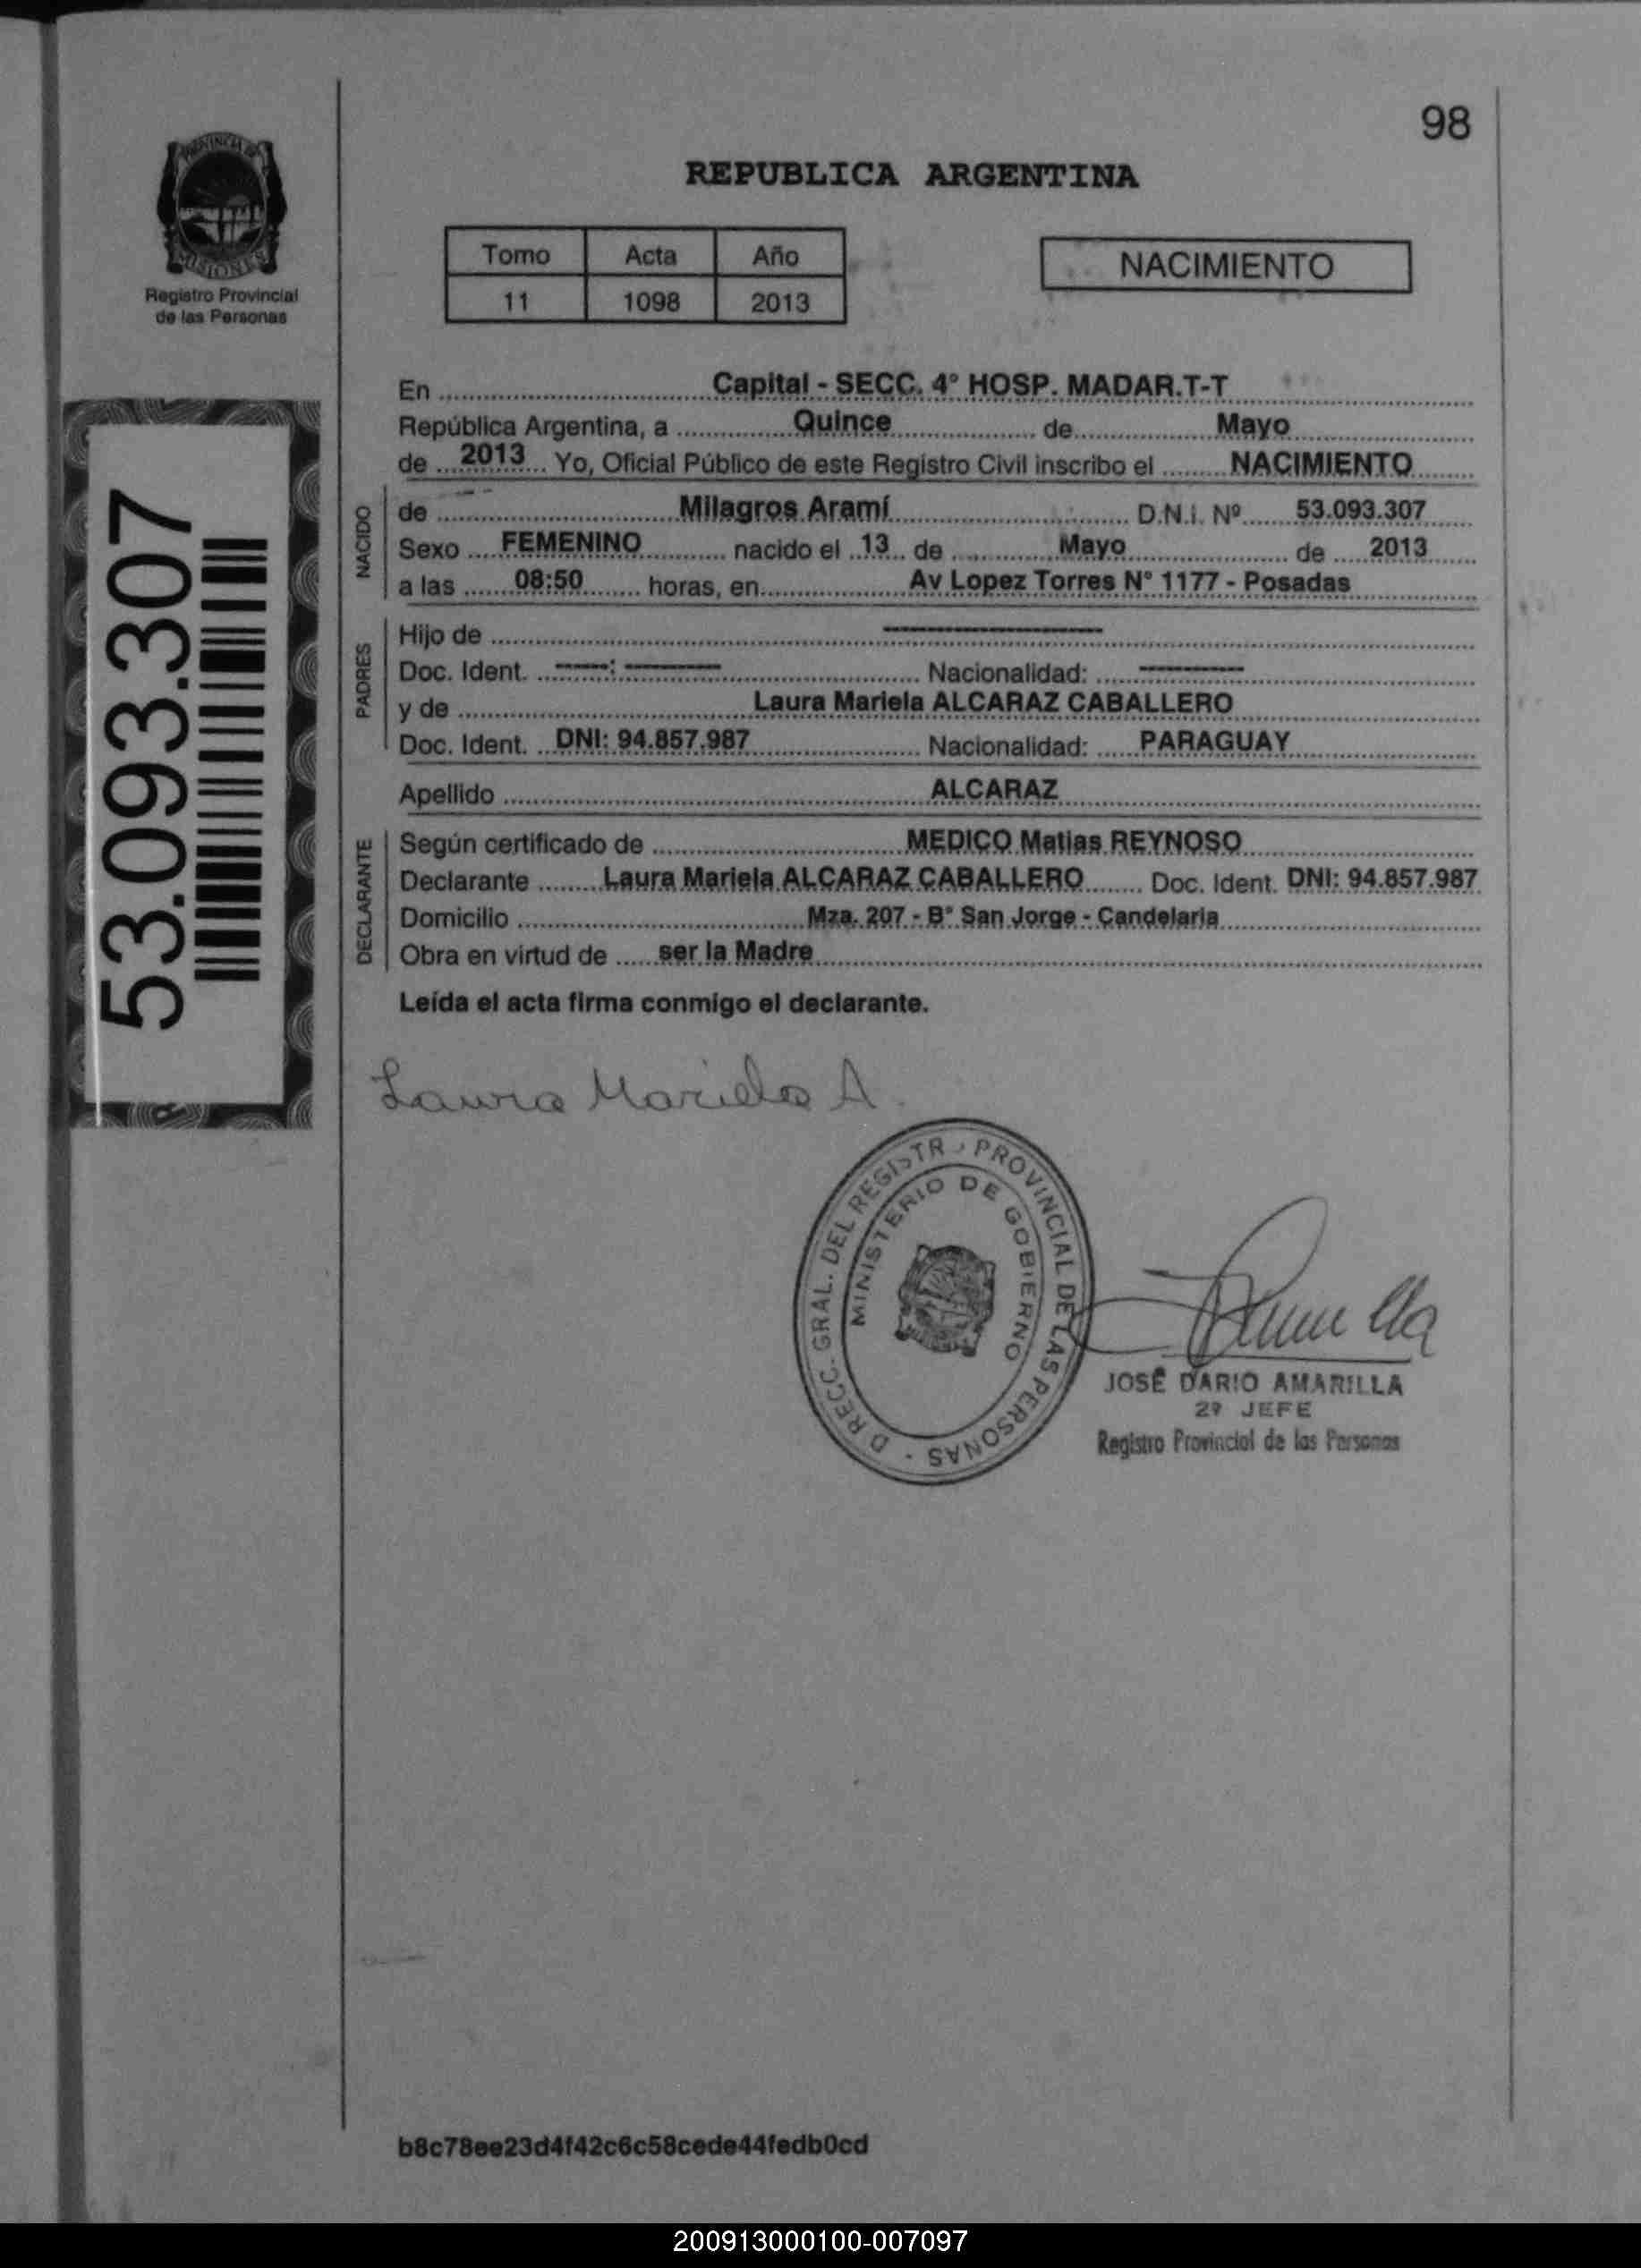 98
PROVINCIA DE
MISIONES
Registro Provincial
de las Personas
REPUBLICA ARGENTINA
Tomo Acta Año
11 1098 2013
NACIMIENTO
53.093.307
En Capital - SECC. 4° HOSP. MADAR.T-T
República Argentina, a Quince de Mayo
de 2013 Yo, Oficial Público de este Registro Civil inscribo el NACIMIENTO
NACIDO
de Milagros Aramí D.N.I. Nº 53.093.307
Sexo FEMENINO nacido el 13 de Mayo de 2013
a las 08:50 horas, en Av Lopez Torres N° 1177 - Posadas
PADRES
Hijo de
Doc. Ident. : Nacionalidad:
y de Laura Mariela ALCARAZ CABALLERO
Doc. Ident. DNI: 94.857.987 Nacionalidad: PARAGUAY
Apellido ALCARAZ
DECLARANTE
Según certificado de MEDICO Matias REYNOSO
Declarante Laura Mariela ALCARAZ CABALLERO Doc. Ident. DNI: 94.857.987
Domicilio Mza. 207 - B° San Jorge - Candelaria
Obra en virtud de ser la Madre
Leída el acta firma conmigo el declarante.
Laura Mariela A.
DRECC. GRAL. DEL REGISTR PROVINCIAL DE LAS PERSONAS -
MINISTERIO DE GOBIERNO
JOSÉ DARIO AMARILLA
2º JEFE
Registro Provincial de las Personas
b8c78ee23d4f42c6c58cede44fedb0cd
200913000100-007097